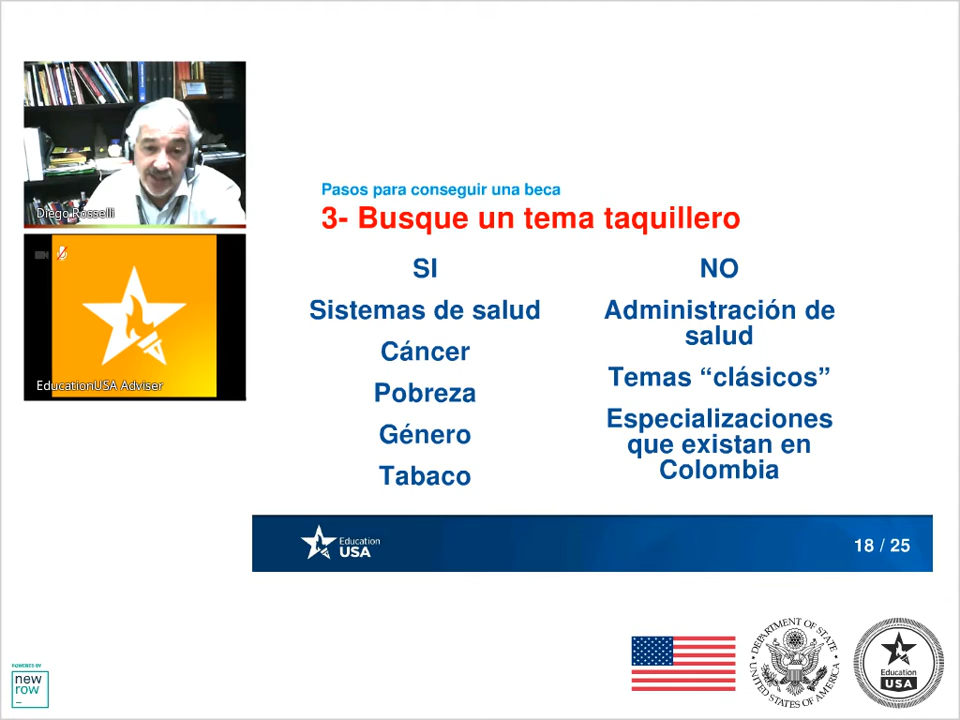 Diego Rosselli
EducationUSA Adviser
Pasos para conseguir una beca
3- Busque un tema taquillero
SI
Sistemas de salud
Cáncer
Pobreza
Género
Tabaco
NO
Administración de
salud
Temas “clásicos”
Especializaciones
que existan en
Colombia
Education
USA
18 / 25
POWERED BY
new
row
DEPARTMENT OF STATE
UNITED STATES OF AMERICA
Education
USA